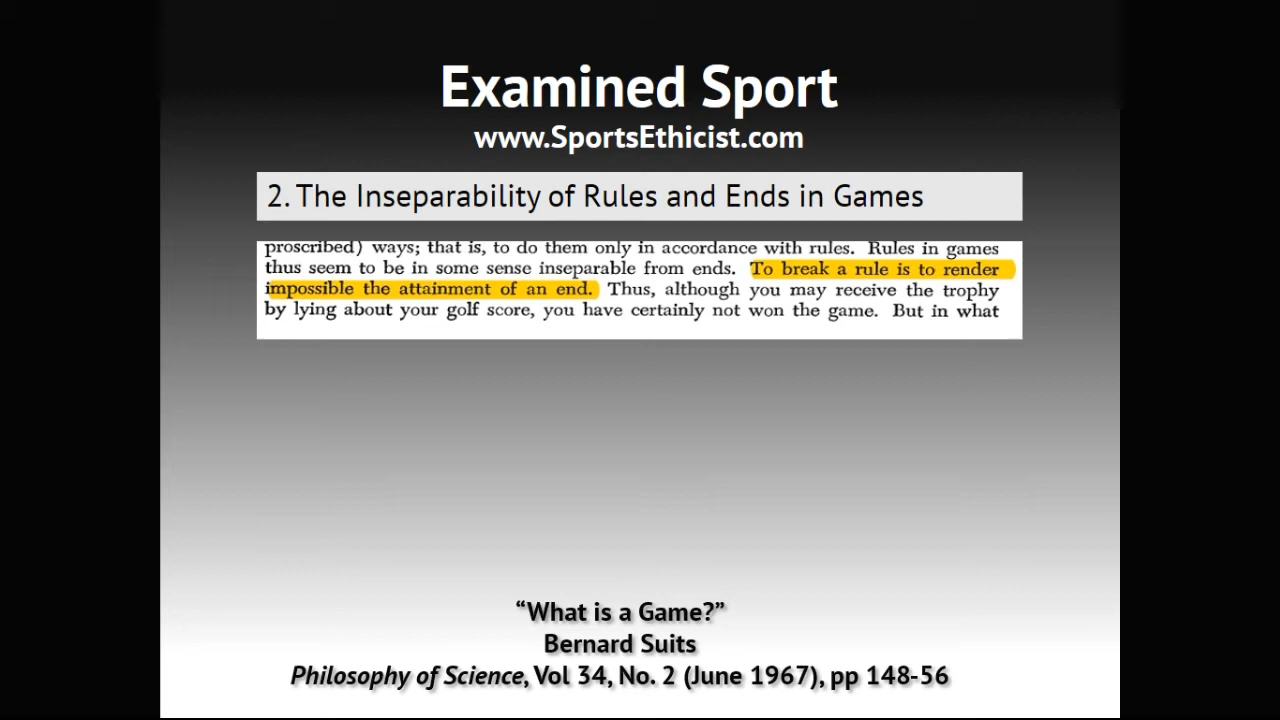 Examined Sport
www.SportsEthicist.com
2. The Inseparability of Rules and Ends in Games
proscribed) ways; that is, to do them only in accordance with rules. Rules in games
thus seem to be in some sense inseparable from ends. To break a rule is to render
impossible the attainment of an end. Thus, although you may receive the trophy
by lying about your golf score, you have certainly not won the game. But in what
“What is a Game?”
Bernard Suits
Philosophy of Science, Vol 34, No. 2 (June 1967), pp 148-56